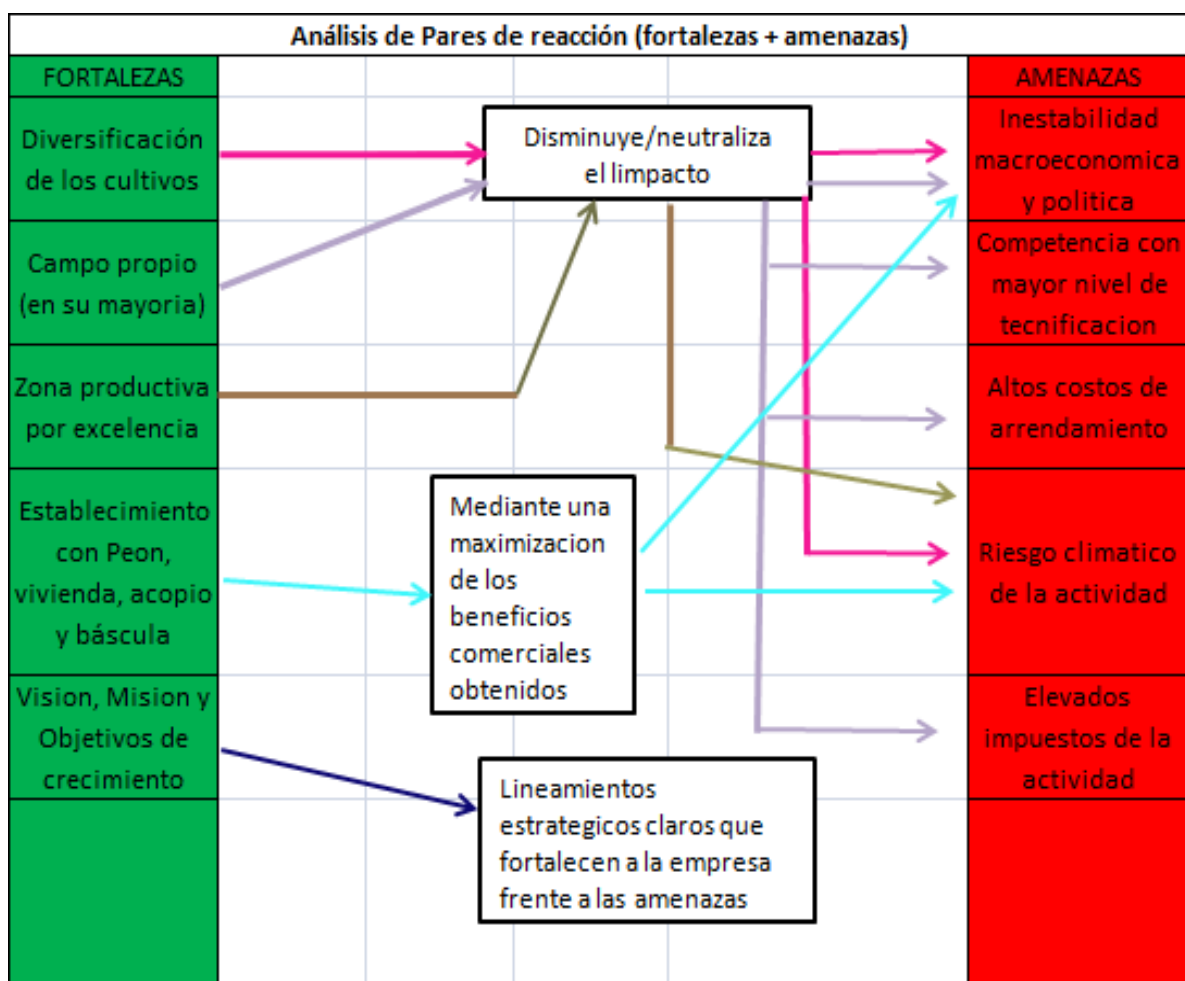 Análisis de Pares de reacción (fortalezas + amenazas)
FORTALEZAS
Diversificación
de los cultivos
Campo propio
(en su mayoria)
Zona productiva
por excelencia
Establecimiento
con Peon,
vivienda, acopio
y báscula
Vision, Mision y
Objetivos de
crecimiento
Disminuye/neutraliza
el limpacto
Mediante una
maximizacion
de los
beneficios
comerciales
obtenidos
Lineamientos
estrategicos claros que
fortalecen a la empresa
frente a las amenazas
AMENAZAS
Inestabilidad
macroeconomica
y politica
Competencia con
mayor nivel de
tecnificacion
Altos costos de
arrendamiento
Riesgo climatico
de la actividad
Elevados
impuestos de la
actividad